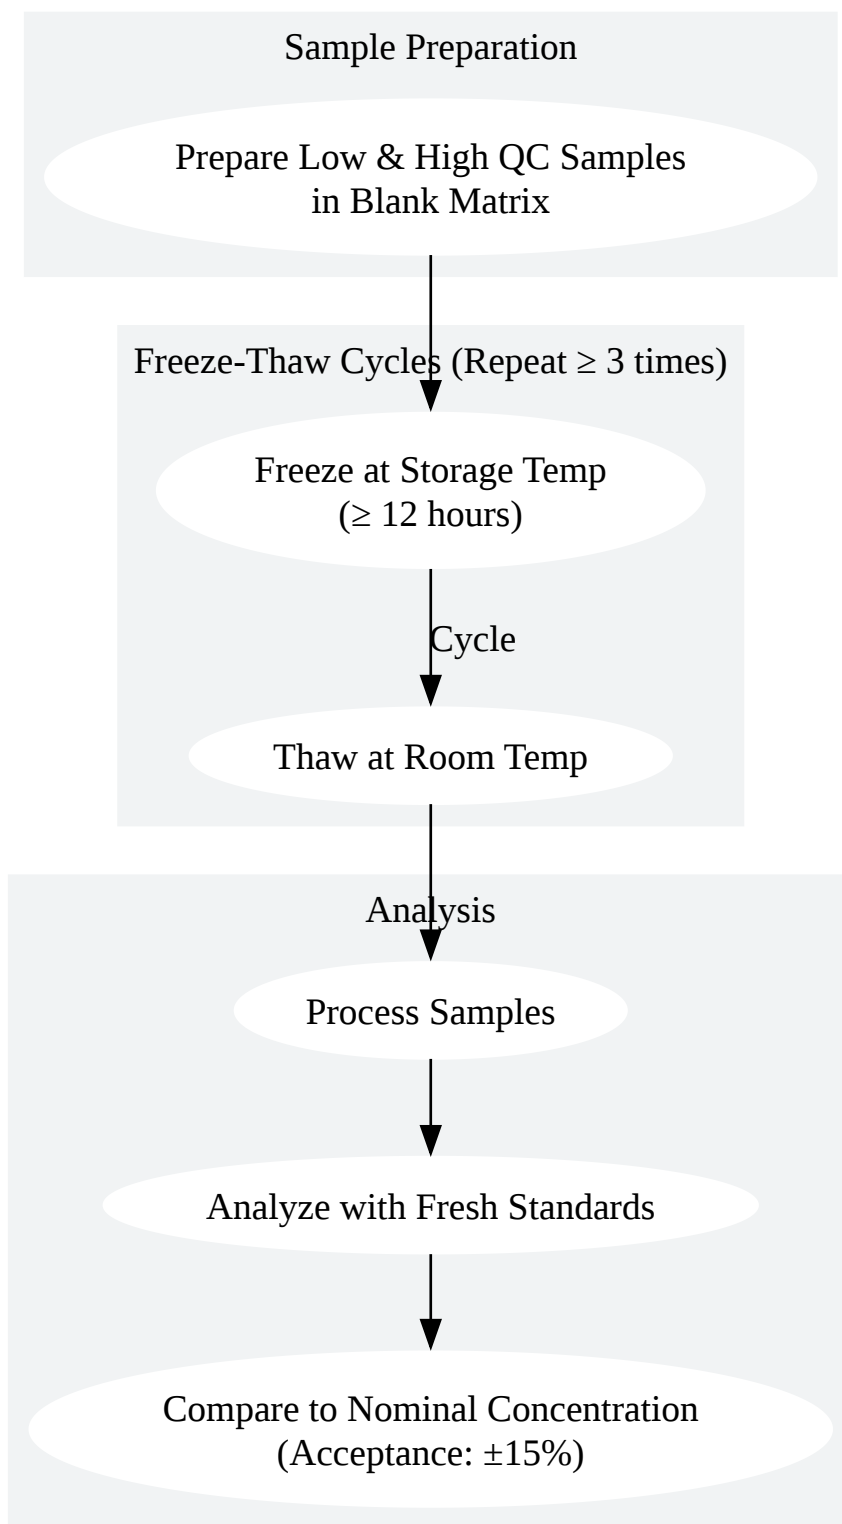 Sample Preparation
Prepare Low & High QC Samples
in Blank Matrix
Freeze-Thaw Cycles (Repeat ≥ 3 times)
Freeze at Storage Temp
(≥ 12 hours)
Cycle
Thaw at Room Temp
Analysis
Process Samples
Analyze with Fresh Standards
Compare to Nominal Concentration
(Acceptance: ±15%)